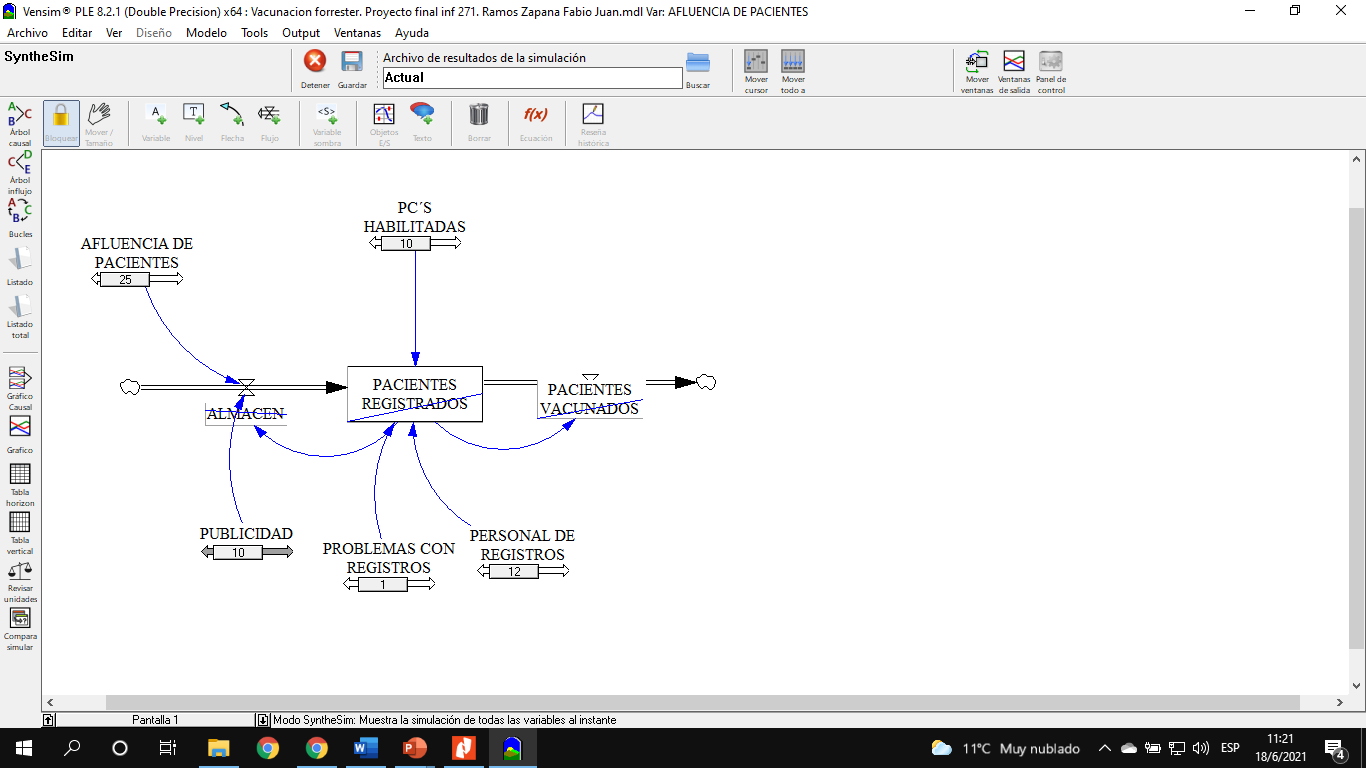 Vensim® PLE 8.2.1 (Double Precision) x64 : Vacunacion forrester. Proyecto final inf 271. Ramos Zapana Fabio Juan.mdl Var: AFLUENCIA DE PACIENTES
Archivo Editar Ver Diseño Modelo Tools Output Ventanas Ayuda
SyntheSim
Detener
Guardar
Archivo de resultados de la simulación
Actual
Buscar
Mover cursor
Mover todo a
Mover ventanas
Ventanas de salida
Panel de control
Árbol causal
Bloquear
Mover / Tamaño
Variable
Nivel
Flecha
Flujo
Variable sombra
Objetos E/S
Texto
Borrar
f(x)
Ecuación
Reseña histórica
Árbol influjo
Bucles
Listado
Listado total
Gráfico Causal
Grafico
Tabla horizon
Tabla vertical
Revisar unidades
Compara simular
PC´S
HABILITADAS
10
AFLUENCIA DE
PACIENTES
25
PACIENTES
REGISTRADOS
PACIENTES
VACUNADOS
ALMACEN
PUBLICIDAD
10
PROBLEMAS CON
REGISTROS
1
PERSONAL DE
REGISTROS
12
Pantalla 1
Modo SyntheSim: Muestra la simulación de todas las variables al instante
11°C Muy nublado
ESP
11:21
18/6/2021
4